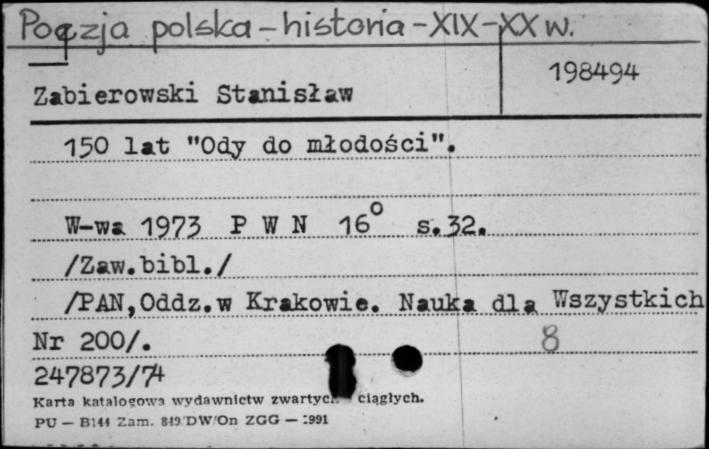 Poezja polska - historia - XIX - XX w.
198494
Zabierowski Stanisław
150 lat "Ody do młodości".
W-wa 1973 P W N 16° s.32.
/Zaw.bibl./
/PAN,Oddz.w Krakowie. Nauka dla Wszystkich
Nr 200/.
8
247873/74
Karta katalogowa wydawnictw ciągłych.
PU — B144 Zam. 849/DW/On ZGG — 1991